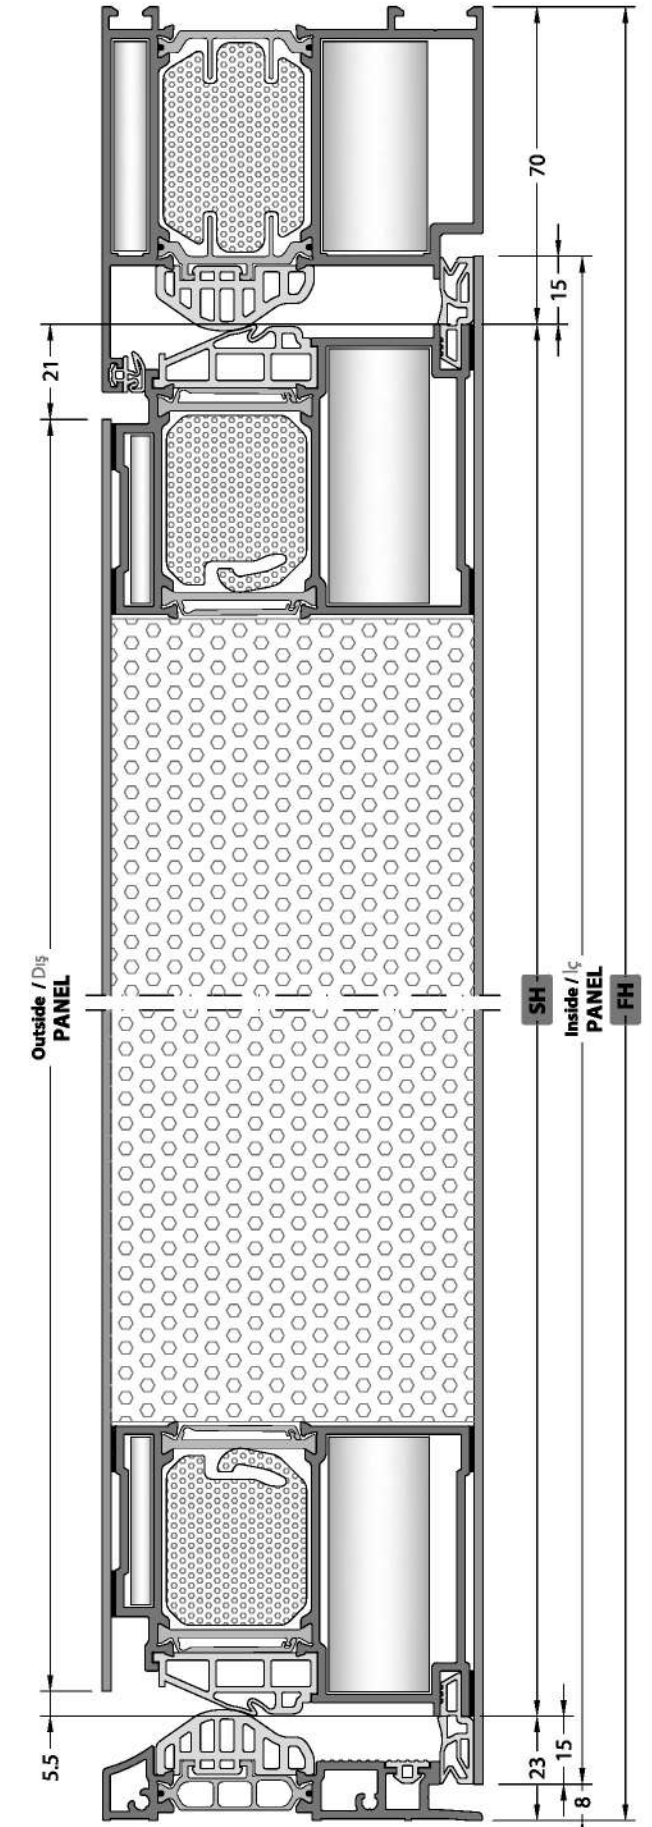 70
15
21
Outside / Dış
PANEL
SH
Inside / İç
PANEL
FH
5.5
23
15
8